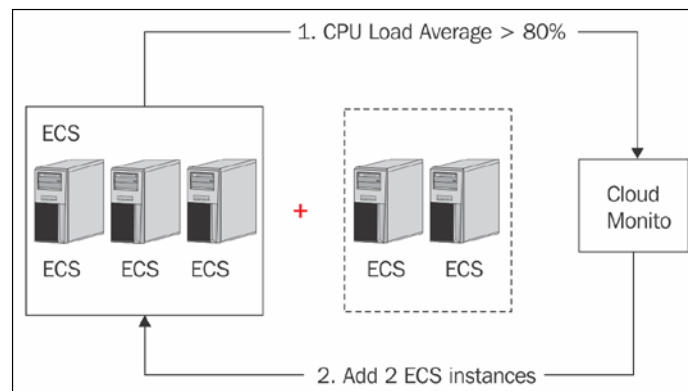 1. CPU Load Average > 80%
ECS
ECS ECS ECS
+
ECS ECS
Cloud
Monito
2. Add 2 ECS instances